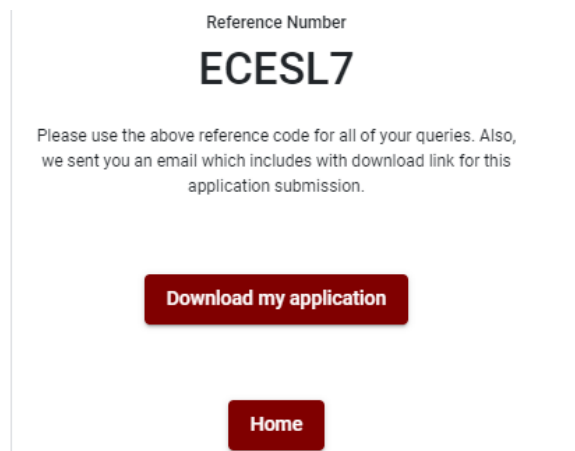 Reference Number
ECESL7
Please use the above reference code for all of your queries. Also,
we sent you an email which includes with download link for this
application submission.
Download my application
Home